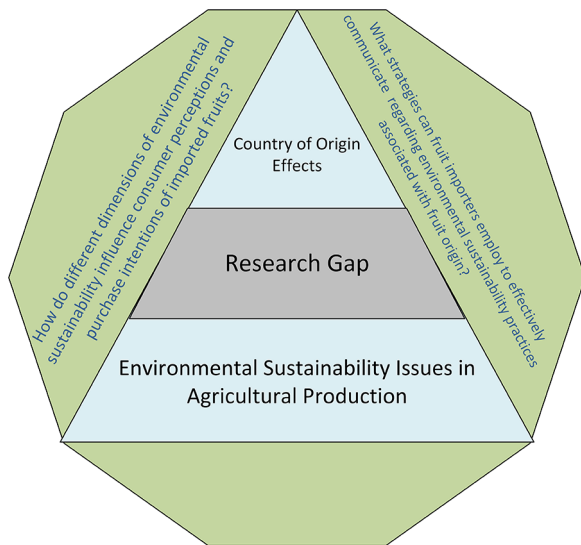 How do different dimensions of environmental
sustainability influence consumer perceptions and
purchase intentions of imported fruits?
What strategies can fruit importers employ to effectively
communicate regarding environmental sustainability practices
associated with fruit origin?
Country of Origin
Effects
Research Gap
Environmental Sustainability Issues in
Agricultural Production